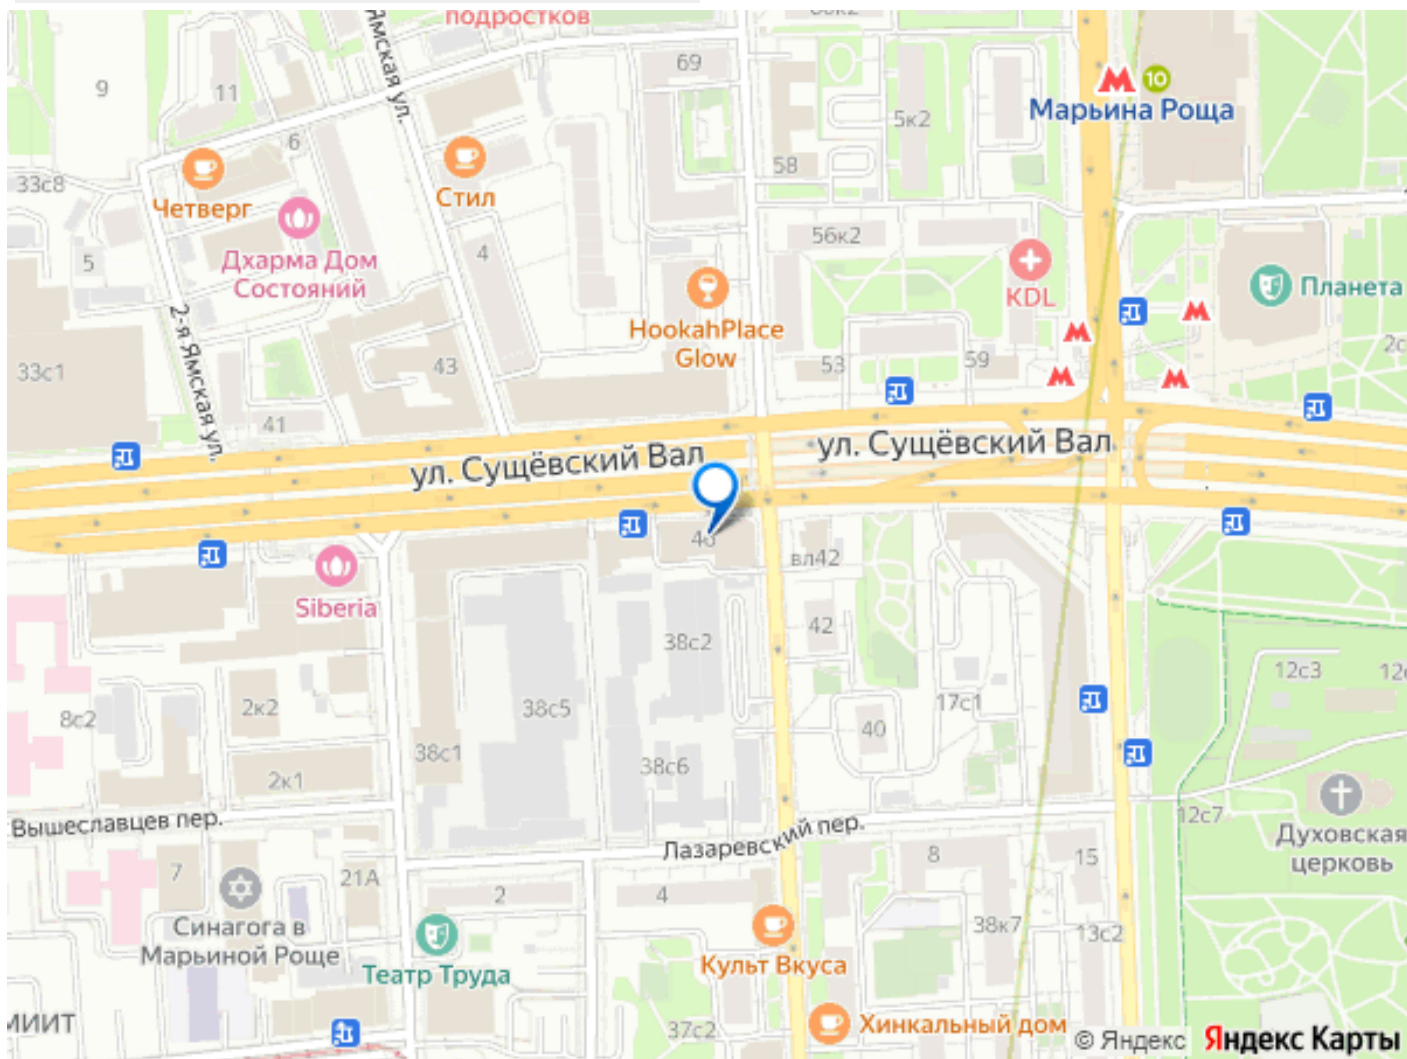 подростков
Ямская ул.
69
9
11
Марьина Роща
10
5к2
6
58
33с8
Четверг
Стил
56к2
5
Дхарма Дом
Состояний
4
KDL
Планета
HookahPlace
Glow
2-я Ямская ул.
33с1
43
53
59
41
ул. Сущёвский Вал
ул. Сущёвский Вал
вл42
Siberia
42
38с2
12с3
8с2
2к2
38с5
17с1
40
38с1
38с6
2к1
12с7
Вышеславцев пер.
Лазаревский пер.
Духовская
церковь
7
21А
8
15
2
4
Синагога в
Марьиной Роще
38к7
13с2
Театр Труда
Культ Вкуса
МИИТ
37с2
Хинкальный дом
© Яндекс Яндекс Карты